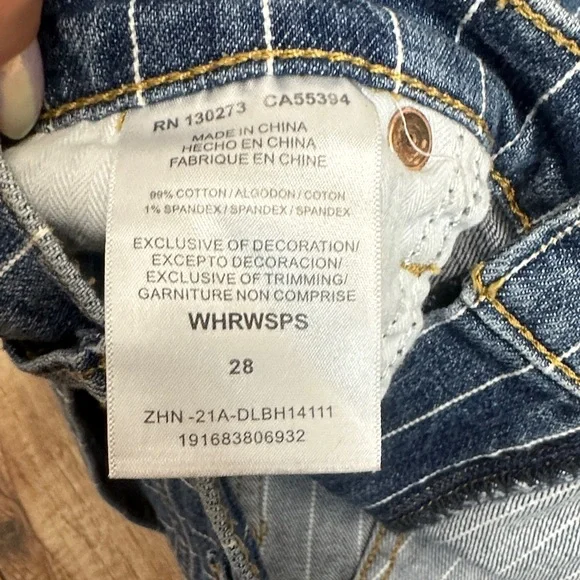 RN 130273 CA55394
MADE IN CHINA
HECHO EN CHINA
FABRIQUE EN CHINE
99% COTTON / ALGODON / COTON
1% SPANDEX / SPANDEX / SPANDEX
EXCLUSIVE OF DECORATION/
EXCEPTO DECORACION/
EXCLUSIVE OF TRIMMING/
GARNITURE NON COMPRISE
WHRWSPS
28
ZHN -21A-DLBH14111
191683806932